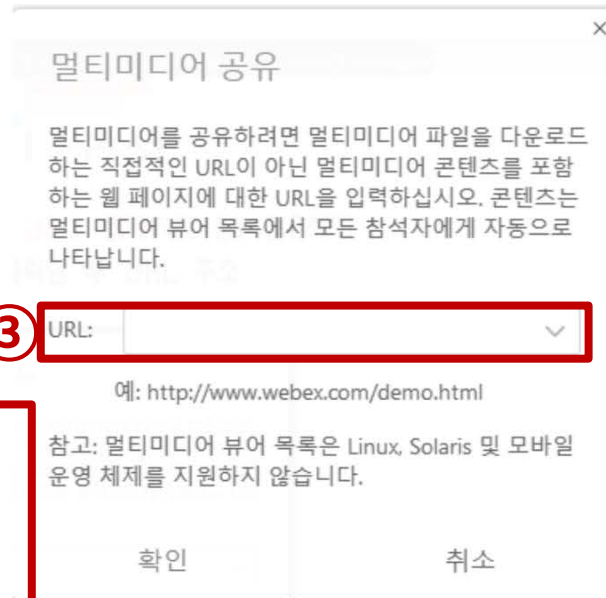 ×
멀티미디어 공유
멀티미디어를 공유하려면 멀티미디어 파일을 다운로드
하는 직접적인 URL이 아닌 멀티미디어 콘텐츠를 포함
하는 웹 페이지에 대한 URL을 입력하십시오. 콘텐츠는
멀티미디어 뷰어 목록에서 모든 참석자에게 자동으로
나타납니다.
③ URL:
예: http://www.webex.com/demo.html
참고: 멀티미디어 뷰어 목록은 Linux, Solaris 및 모바일
운영 체제를 지원하지 않습니다.
확인 취소